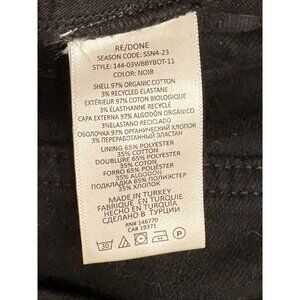 RE/DONE
SEASON CODE: SSN4-23
STYLE: 144-03WBBYBOT-11
COLOR: NOIR
SHELL 97% ORGANIC COTTON
3% RECYCLED ELASTANE
EXTÉRIEUR 97% COTON BIOLOGIQUE
3% ÉLASTHANNE RECYCLÉ
CAPA EXTERNA 97% ALGODÓN ORGÁNICO
3%ELASTANO RECICLADO
ОБОЛОЧКА 97% ОРГАНИЧЕСКИЙ ХЛОПОК
3% ПЕРЕРАБОТАННЫЙ ЭЛАСТАН
LINING 65% POLYESTER
35% COTTON
DOUBLURE 65% POLYESTER
35% COTON
FORRO 65% POLIÉSTER
35% ALGODÓN
ПОДКЛАДКА 65% ПОЛИЭСТЕР
35% ХЛОПОК
MADE IN TURKEY
FABRIQUÉ EN TURQUIE
HECHO EN TURQUÍA
СДЕЛАНО В ТУРЦИИ
RN# 146770
CA# 19371
30
P